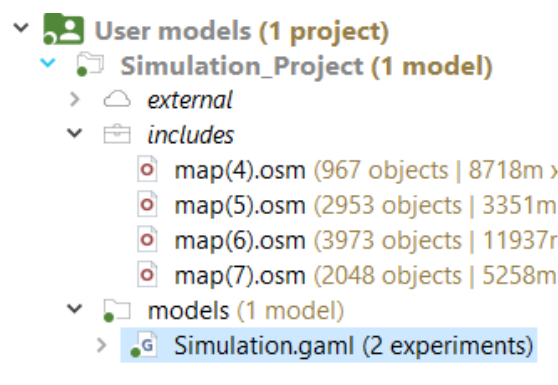 User models (1 project)
Simulation_Project (1 model)
external
includes
map(4).osm (967 objects | 8718m x
map(5).osm (2953 objects | 3351m
map(6).osm (3973 objects | 11937m
map(7).osm (2048 objects | 5258m
models (1 model)
G Simulation.gaml (2 experiments)